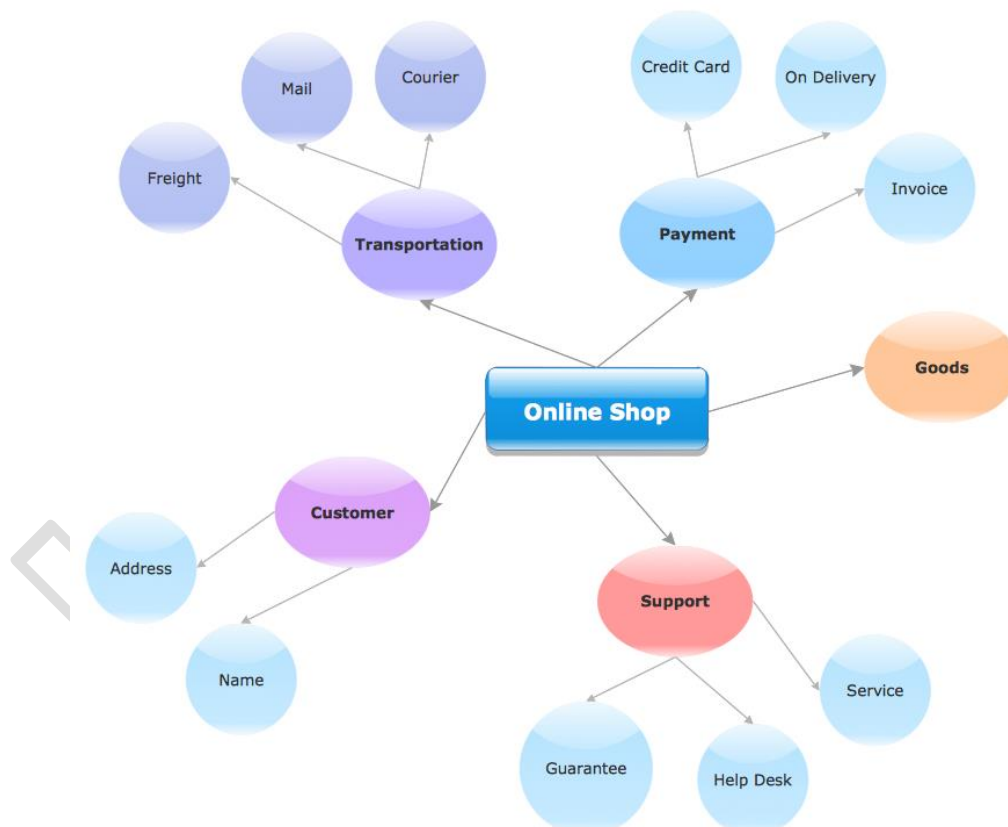 Mail
Courier
Freight
Transportation
Credit Card
On Delivery
Invoice
Payment
Goods
Online Shop
Customer
Address
Name
Support
Service
Guarantee
Help Desk